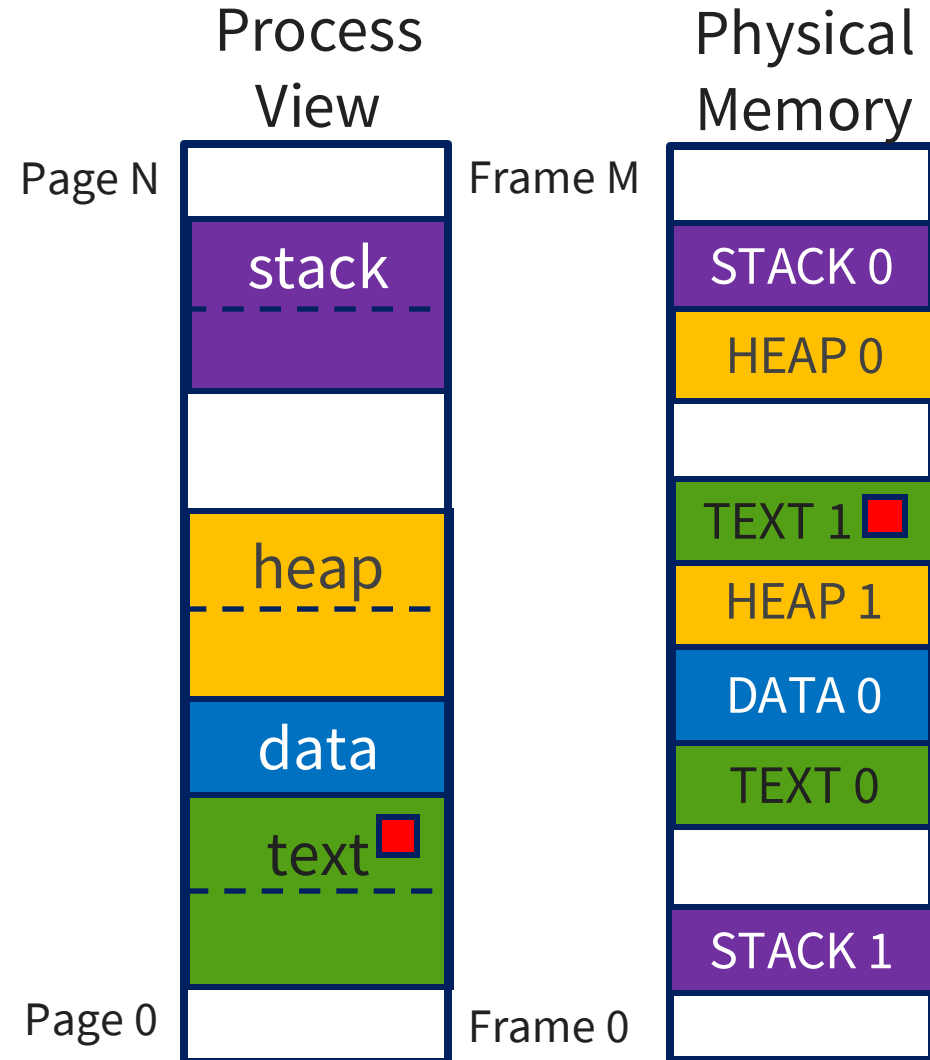 Process
View
Page N
stack
heap
data
text
Page 0
Physical
Memory
Frame M
STACK 0
HEAP 0
TEXT 1
HEAP 1
DATA 0
TEXT 0
STACK 1
Frame 0